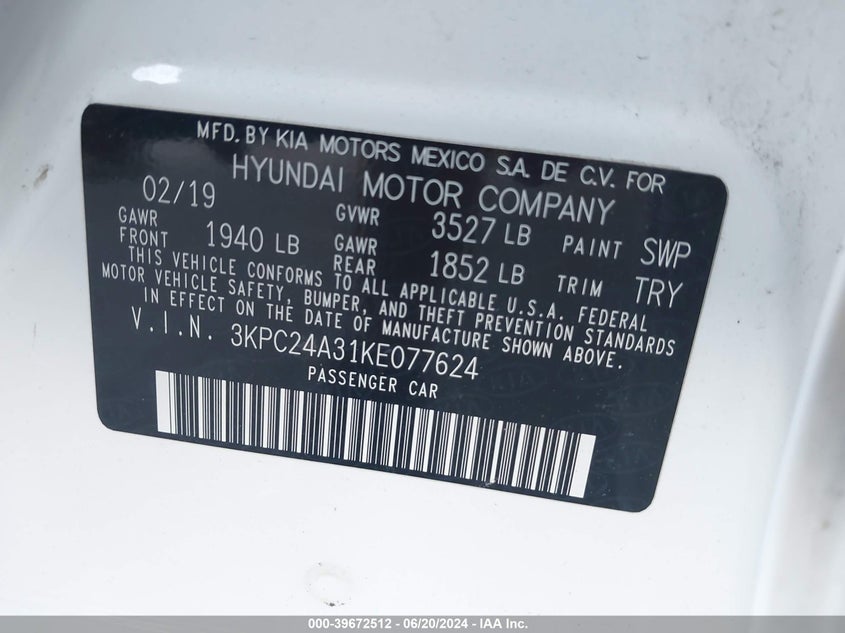 MFD. BY KIA MOTORS MEXICO S.A. DE C.V. FOR
HYUNDAI MOTOR COMPANY
02/19 GVWR 3527 LB PAINT SWP
GAWR FRONT 1940 LB GAWR REAR 1852 LB TRIM TRY
THIS VEHICLE CONFORMS TO ALL APPLICABLE U.S.A. FEDERAL
MOTOR VEHICLE SAFETY, BUMPER, AND THEFT PREVENTION STANDARDS
IN EFFECT ON THE DATE OF MANUFACTURE SHOWN ABOVE.
V.I.N. 3KPC24A31KE077624
PASSENGER CAR
000-39672512 - 06/20/2024 - IAA, Inc.